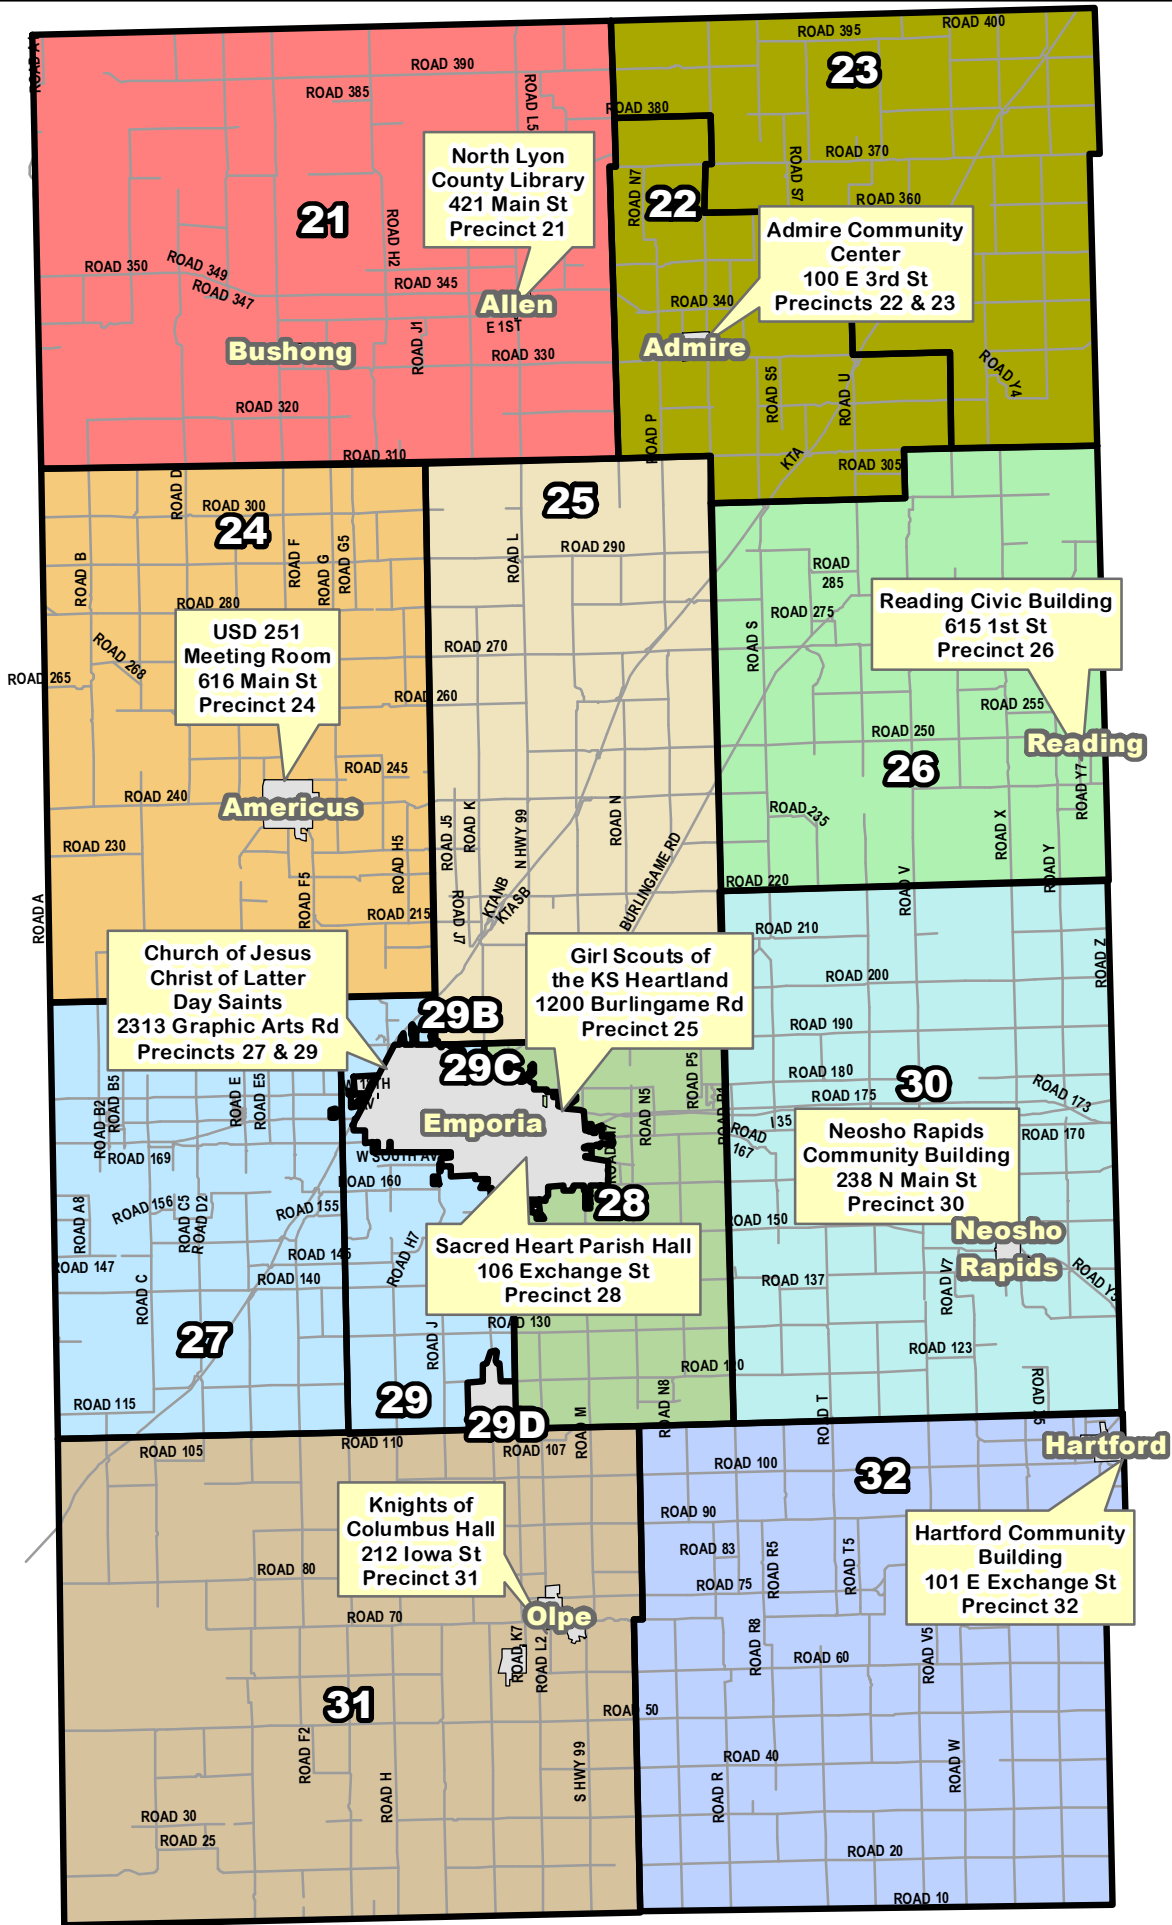 ROAD 400
ROAD 395
23
ROAD A1
ROAD 390
ROAD 385
ROAD L5
ROAD 380
North Lyon
County Library
421 Main St
Precinct 21
ROAD 370
ROAD S7
ROAD N7
22
ROAD 360
21
ROAD H2
Admire Community
Center
100 E 3rd St
Precincts 22 & 23
ROAD 350
ROAD 349
ROAD 347
ROAD 345
Allen
ROAD 340
E 1ST
ROAD J1
Bushong
ROAD 330
Admire
ROAD S5
ROAD U
ROAD Y4
ROAD 320
ROAD P
ROAD 310
KTA
ROAD 305
ROAD D
ROAD 300
24
25
ROAD B
ROAD F
ROAD G
ROAD G5
ROAD L
ROAD 290
ROAD
285
ROAD 280
ROAD 275
Reading Civic Building
615 1st St
Precinct 26
USD 251
Meeting Room
616 Main St
Precinct 24
ROAD 268
ROAD 265
ROAD 270
ROAD S
ROAD 260
ROAD 255
ROAD 250
Reading
26
ROAD 245
ROAD 240
Americus
ROAD Y7
ROAD 235
ROAD 230
ROAD H5
ROAD J5
ROAD K
N HWY 99
ROAD N
BURLINGAME RD
ROAD X
ROAD Y
ROAD 220
ROAD V
ROAD A
ROAD F5
ROAD 215
ROAD J7
KTANB
KTASB
ROAD 210
ROAD Z
Church of Jesus
Christ of Latter
Day Saints
2313 Graphic Arts Rd
Precincts 27 & 29
Girl Scouts of
the KS Heartland
1200 Burlingame Rd
Precinct 25
ROAD 200
29B
ROAD 190
29C
ROAD 180
30
ROAD 175
ROAD 173
ROAD B2
ROAD B5
ROAD E
ROAD E5
Emporia
ROAD N5
ROAD P5
I 35
ROAD
167
ROAD 170
Neosho Rapids
Community Building
238 N Main St
Precinct 30
ROAD 169
W SOUTH AV
ROAD 160
28
ROAD A8
ROAD 156
ROAD C5
ROAD D2
ROAD 155
ROAD 150
Neosho
Rapids
ROAD 147
ROAD 145
ROAD 140
ROAD H7
Sacred Heart Parish Hall
106 Exchange St
Precinct 28
ROAD 137
ROAD V7
ROAD C
27
ROAD J
ROAD 130
ROAD 123
ROAD 120
ROAD 115
29
29D
ROAD M
ROAD N8
ROAD T
ROAD 110
ROAD 107
ROAD 105
Hartford
ROAD 100
32
Knights of
Columbus Hall
212 Iowa St
Precinct 31
ROAD 90
Hartford Community
Building
101 E Exchange St
Precinct 32
ROAD 83
ROAD R5
ROAD T5
ROAD 80
ROAD 75
ROAD 70
Olpe
ROAD K7
ROAD L2
ROAD R8
ROAD V5
ROAD 60
31
ROAD 50
ROAD F2
ROAD H
S HWY 99
ROAD 40
ROAD R
ROAD W
ROAD 30
ROAD 25
ROAD 20
ROAD 10